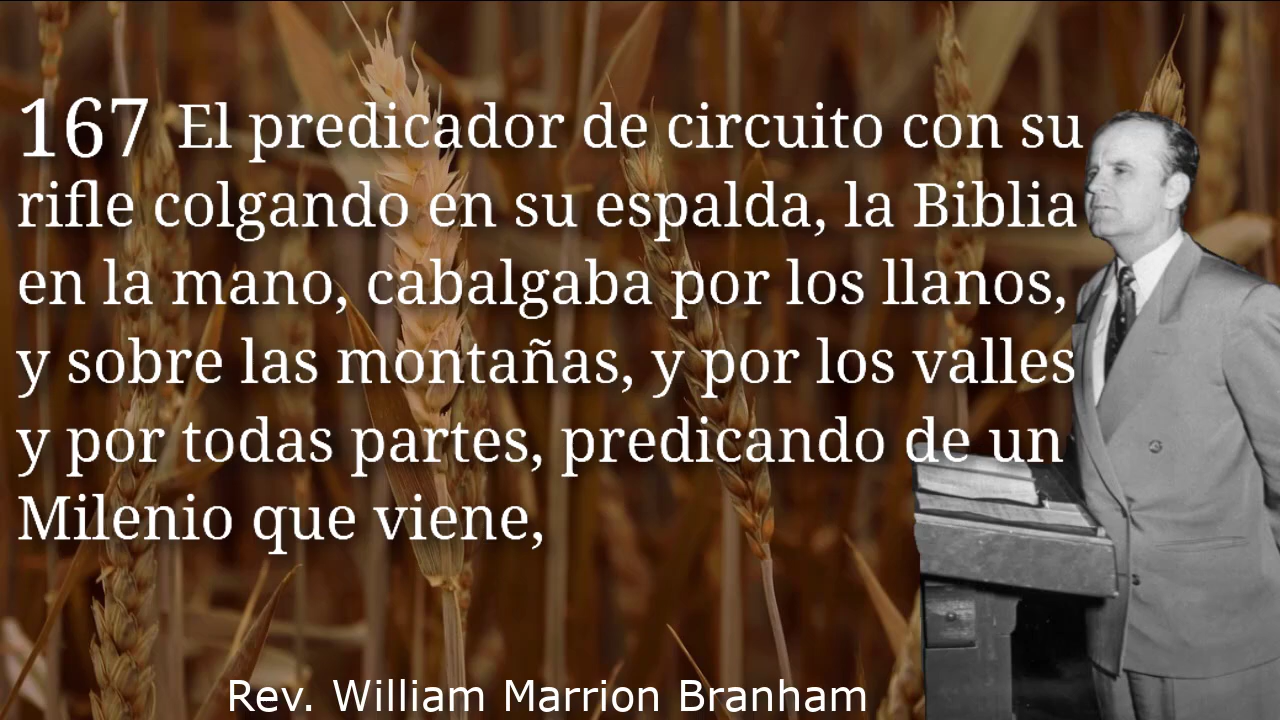 167 El predicador de circuito con su
rifle colgando en su espalda, la Biblia
en la mano, cabalgaba por los llanos,
y sobre las montañas, y por los valles
y por todas partes, predicando de un
Milenio que viene,
Rev. William Marrion Branham